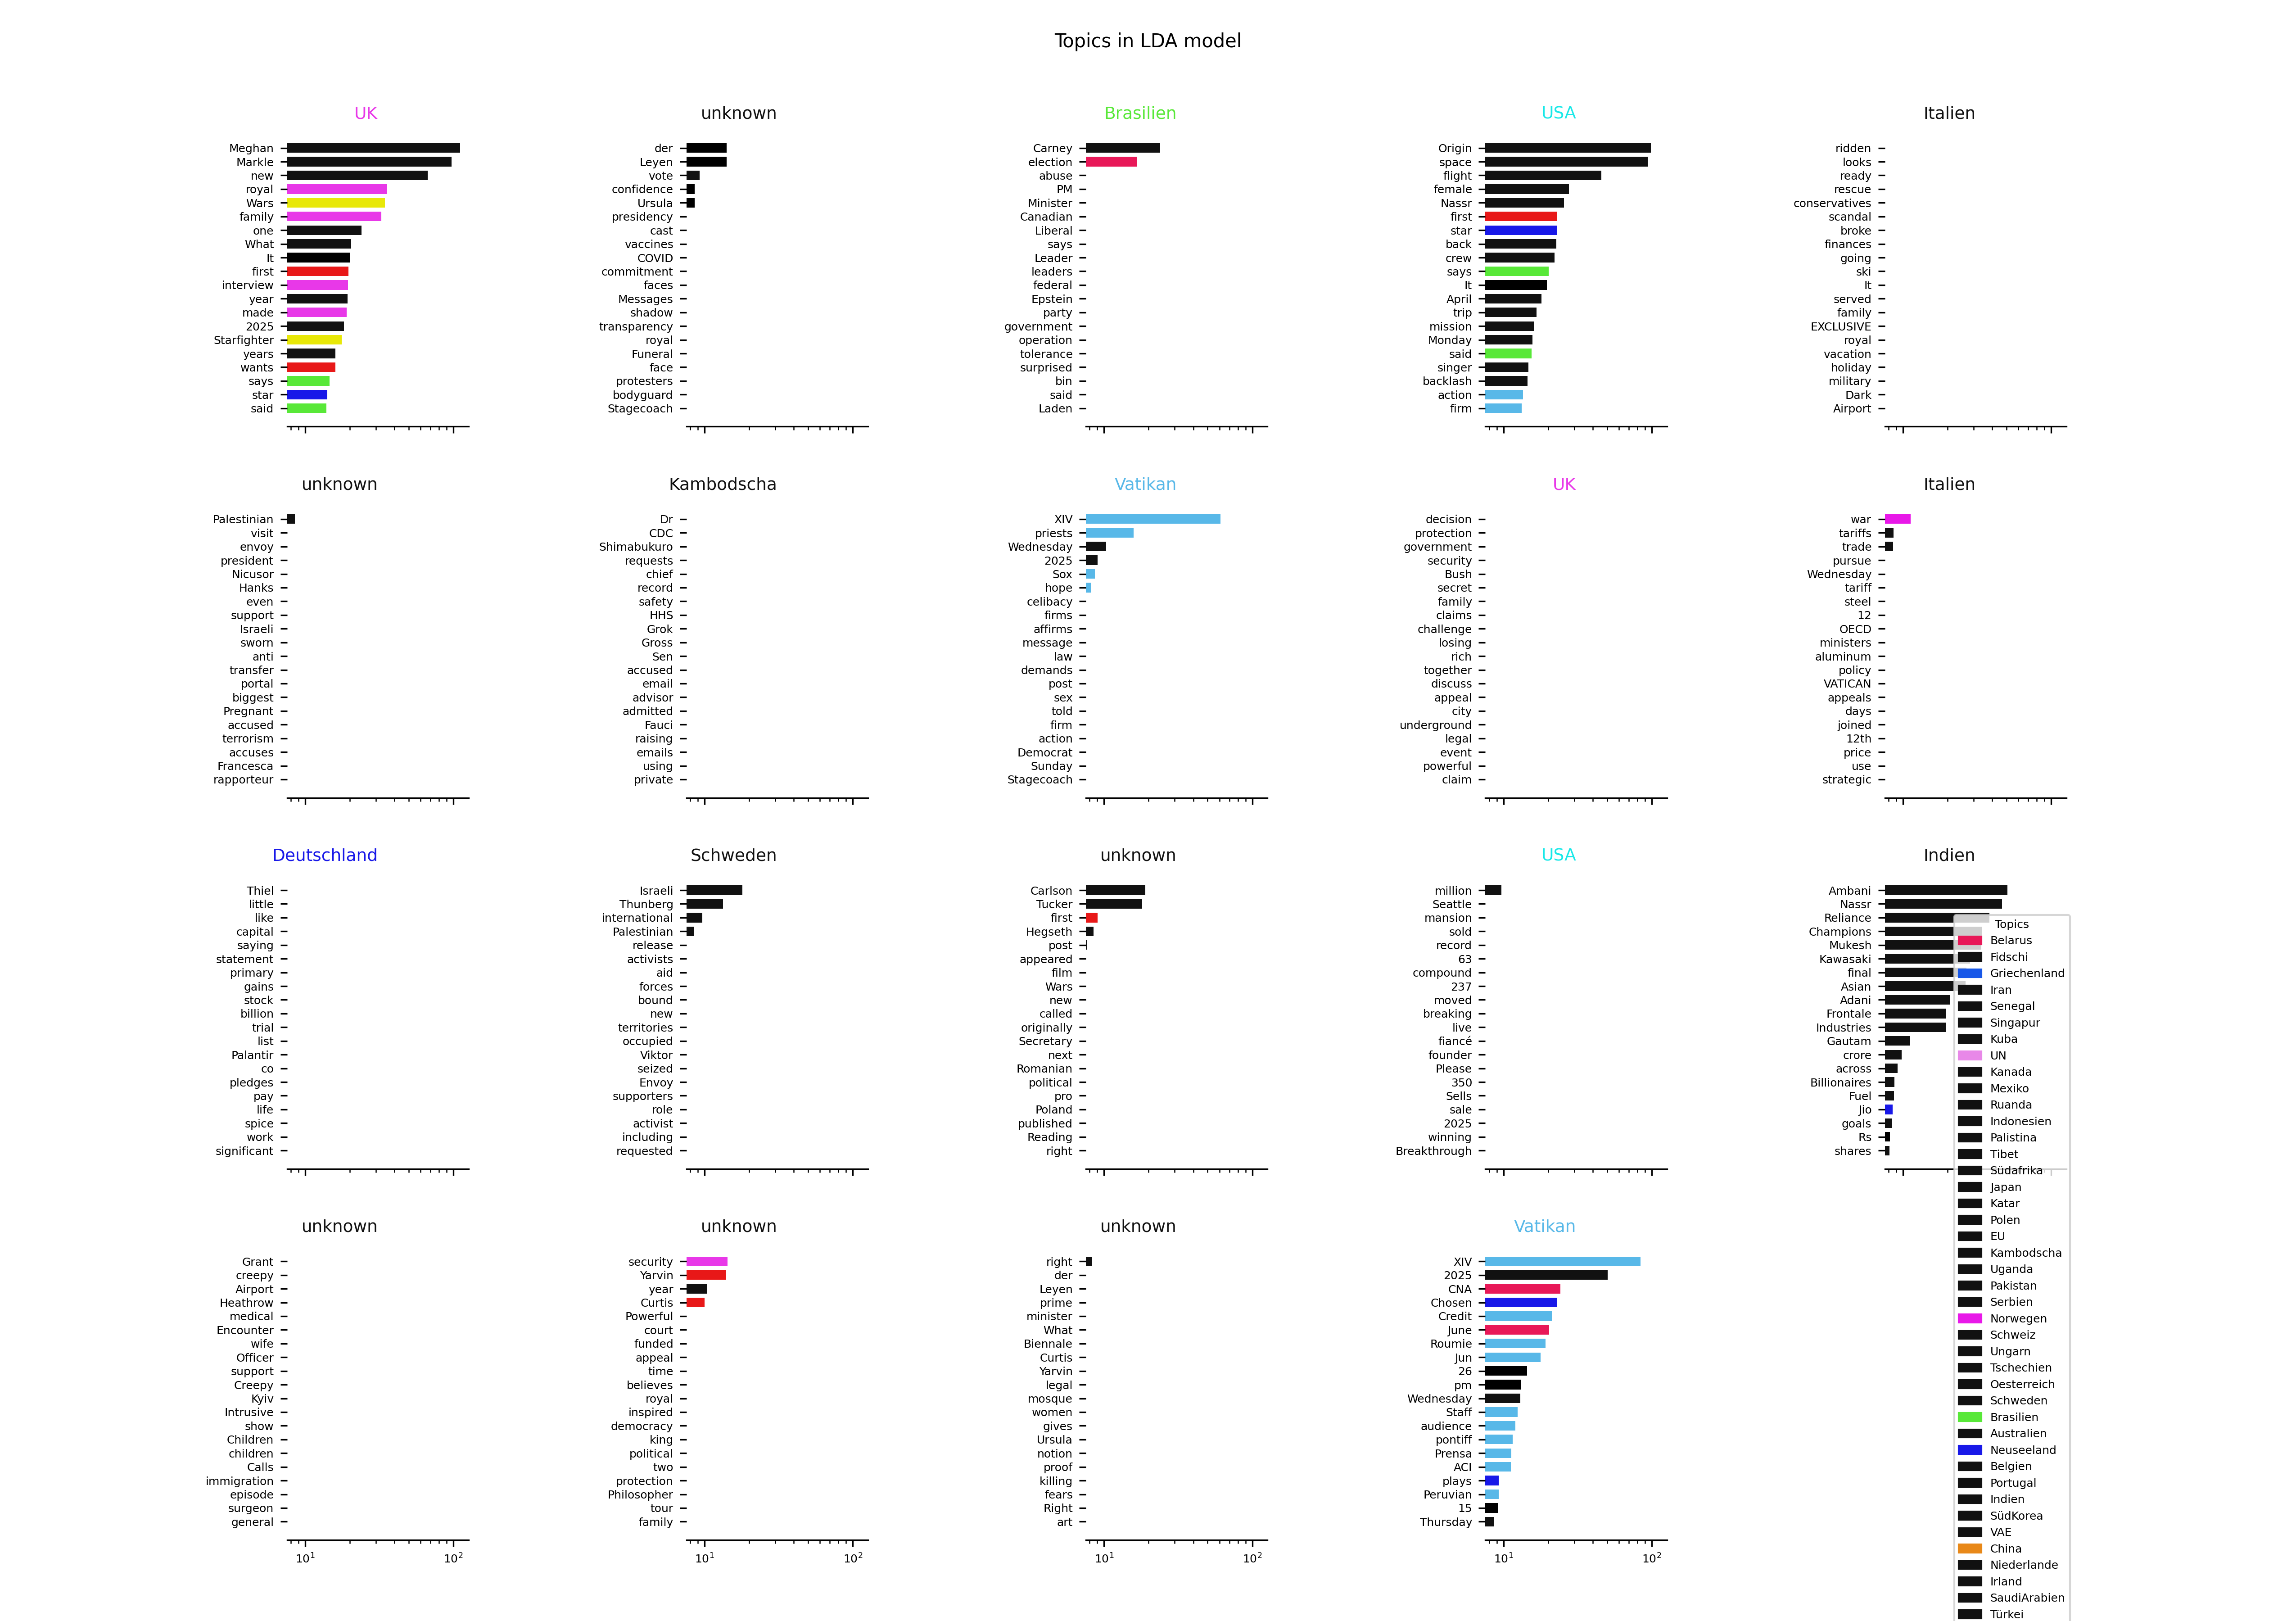 Topics in LDA model
UK
Meghan
Markle
new
royal
Wars
family
one
What
It
first
interview
year
made
2025
Starfighter
years
wants
says
star
said
unknown
der
Leyen
vote
confidence
Ursula
presidency
cast
vaccines
COVID
commitment
faces
Messages
shadow
transparency
royal
Funeral
face
protesters
bodyguard
Stagecoach
Brasilien
Carney
election
abuse
PM
Minister
Canadian
Liberal
says
Leader
leaders
federal
Epstein
party
government
operation
tolerance
surprised
bin
said
Laden
USA
Origin
space
flight
female
Nassr
first
star
back
crew
says
It
April
trip
mission
Monday
said
singer
backlash
action
firm
Italien
ridden
looks
ready
rescue
conservatives
scandal
broke
finances
going
ski
It
served
family
EXCLUSIVE
royal
vacation
holiday
military
Dark
Airport
unknown
Palestinian
visit
envoy
president
Nicusor
Hanks
even
support
Israeli
sworn
anti
transfer
portal
biggest
Pregnant
accused
terrorism
accuses
Francesca
rapporteur
Kambodscha
Dr
CDC
Shimabukuro
requests
chief
record
safety
HHS
Grok
Gross
Sen
accused
email
advisor
admitted
Fauci
raising
emails
using
private
Vatikan
XIV
priests
Wednesday
2025
Sox
hope
celibacy
firms
affirms
message
law
demands
post
sex
told
firm
action
Democrat
Sunday
Stagecoach
UK
decision
protection
government
security
Bush
secret
family
claims
challenge
losing
rich
together
discuss
appeal
city
underground
legal
event
powerful
claim
Italien
war
tariffs
trade
pursue
Wednesday
tariff
steel
12
OECD
ministers
aluminum
policy
VATICAN
appeals
days
joined
12th
price
use
strategic
Deutschland
Thiel
little
like
capital
saying
statement
primary
gains
stock
billion
trial
list
Palantir
co
pledges
pay
life
spice
work
significant
Schweden
Israeli
Thunberg
international
Palestinian
release
activists
aid
forces
bound
new
territories
occupied
Viktor
seized
Envoy
supporters
role
activist
including
requested
unknown
Carlson
Tucker
first
Hegseth
post
appeared
film
Wars
new
called
originally
Secretary
next
Romanian
political
pro
Poland
published
Reading
right
USA
million
Seattle
mansion
sold
record
63
compound
237
moved
breaking
live
fiancé
founder
Please
350
Sells
sale
2025
winning
Breakthrough
Indien
Ambani
Nassr
Reliance
Champions
Mukesh
Kawasaki
final
Asian
Adani
Frontale
Industries
Gautam
crore
across
Billionaires
Fuel
Jio
goals
Rs
shares
unknown
Grant
creepy
Airport
Heathrow
medical
Encounter
wife
Officer
support
Creepy
Kyiv
Intrusive
show
Children
children
Calls
immigration
episode
surgeon
general
10¹ 10²
unknown
security
Yarvin
year
Curtis
Powerful
court
funded
appeal
time
believes
royal
inspired
democracy
king
political
two
protection
Philosopher
tour
family
10¹ 10²
unknown
right
der
Leyen
prime
minister
What
Biennale
Curtis
Yarvin
legal
mosque
women
gives
Ursula
notion
proof
killing
fears
Right
art
10¹ 10²
Vatikan
XIV
2025
CNA
Chosen
Credit
June
Roumie
Jun
26
pm
Wednesday
Staff
audience
pontiff
Prensa
ACI
plays
Peruvian
15
Thursday
10¹ 10²
Topics
Belarus
Fidschi
Griechenland
Iran
Senegal
Singapur
Kuba
UN
Kanada
Mexiko
Ruanda
Indonesien
Palistina
Tibet
Südafrika
Japan
Katar
Polen
EU
Kambodscha
Uganda
Pakistan
Serbien
Norwegen
Schweiz
Ungarn
Tschechien
Oesterreich
Schweden
Brasilien
Australien
Neuseeland
Belgien
Portugal
Indien
SüdKorea
VAE
China
Niederlande
Irland
SaudiArabien
Türkei